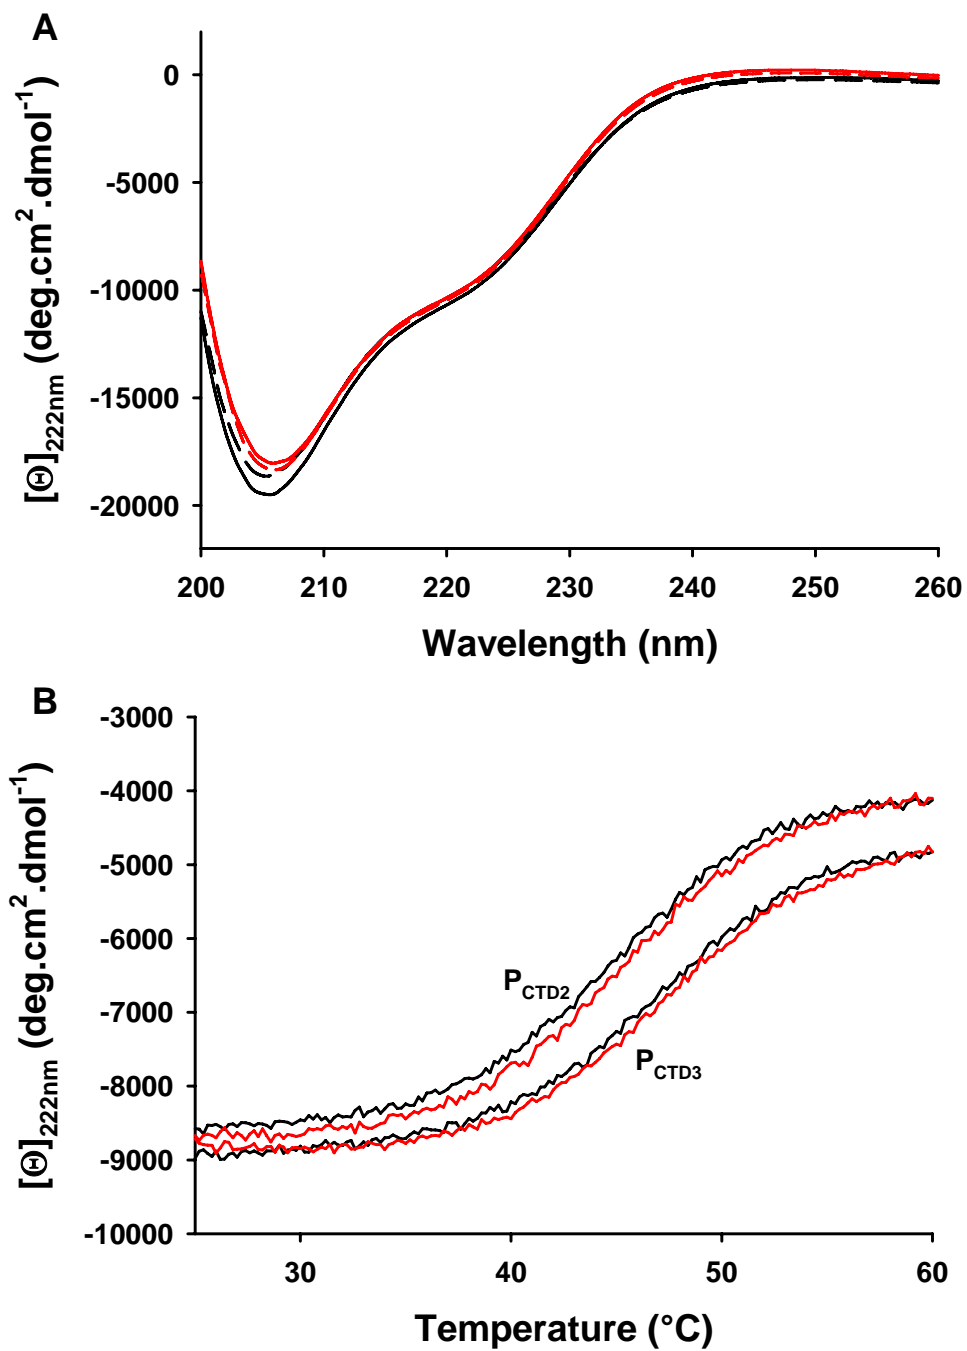 A
[Θ]222nm (deg.cm².dmol⁻¹)
0
-5000
-10000
-15000
-20000
200 210 220 230 240 250 260
Wavelength (nm)
B
[Θ]222nm (deg.cm².dmol⁻¹)
-3000
-4000
-5000
-6000
-7000
-8000
-9000
-10000
PCTD2
PCTD3
30 40 50 60
Temperature (°C)